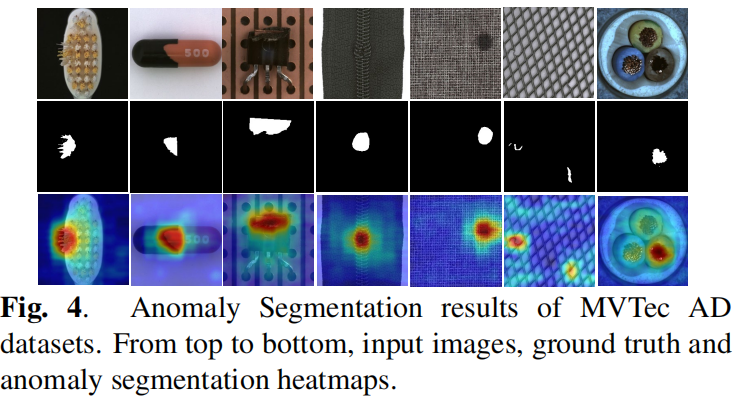 500
500
Fig. 4. Anomaly Segmentation results of MVTec AD
datasets. From top to bottom, input images, ground truth and
anomaly segmentation heatmaps.